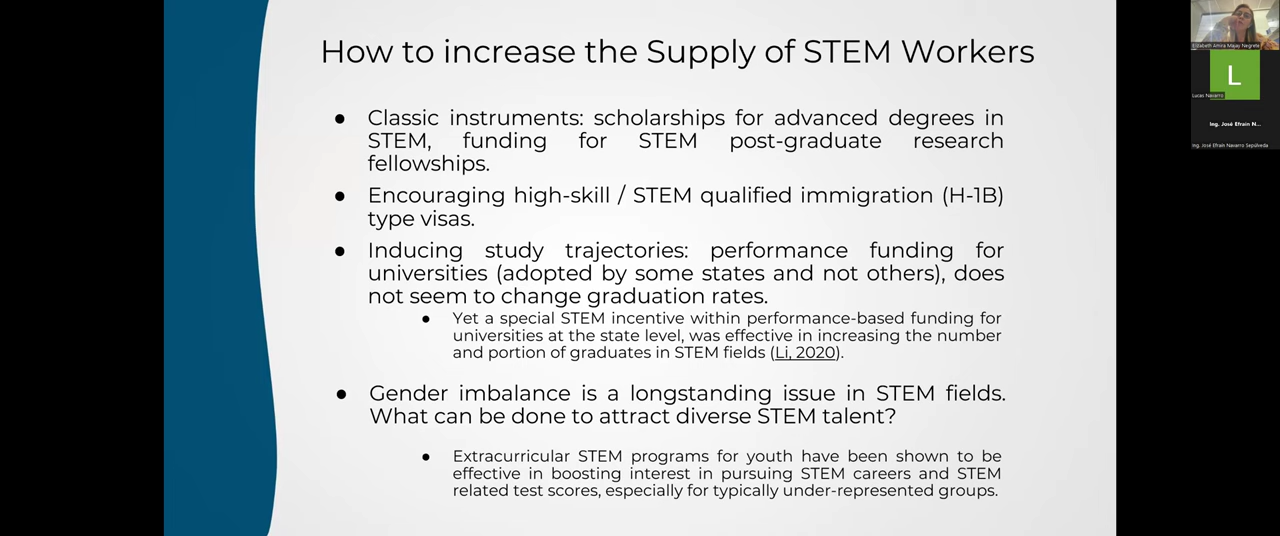 How to increase the Supply of STEM Workers
● Classic instruments: scholarships for advanced degrees in
STEM, funding for STEM post-graduate research
fellowships.
● Encouraging high-skill / STEM qualified immigration (H-1B)
type visas.
● Inducing study trajectories: performance funding for
universities (adopted by some states and not others), does
not seem to change graduation rates.
● Yet a special STEM incentive within performance-based funding for
universities at the state level, was effective in increasing the number
and portion of graduates in STEM fields (Li, 2020).
● Gender imbalance is a longstanding issue in STEM fields.
What can be done to attract diverse STEM talent?
● Extracurricular STEM programs for youth have been shown to be
effective in boosting interest in pursuing STEM careers and STEM
related test scores, especially for typically under-represented groups.
Elizabeth Amira Majay Negrete
L
Lucas Navarro
Ing. José Efraín N...
Ing. José Efraín Navarro Sepúlveda